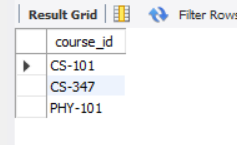 Result Grid Filter Rows
course_id
CS-101
CS-347
PHY-101